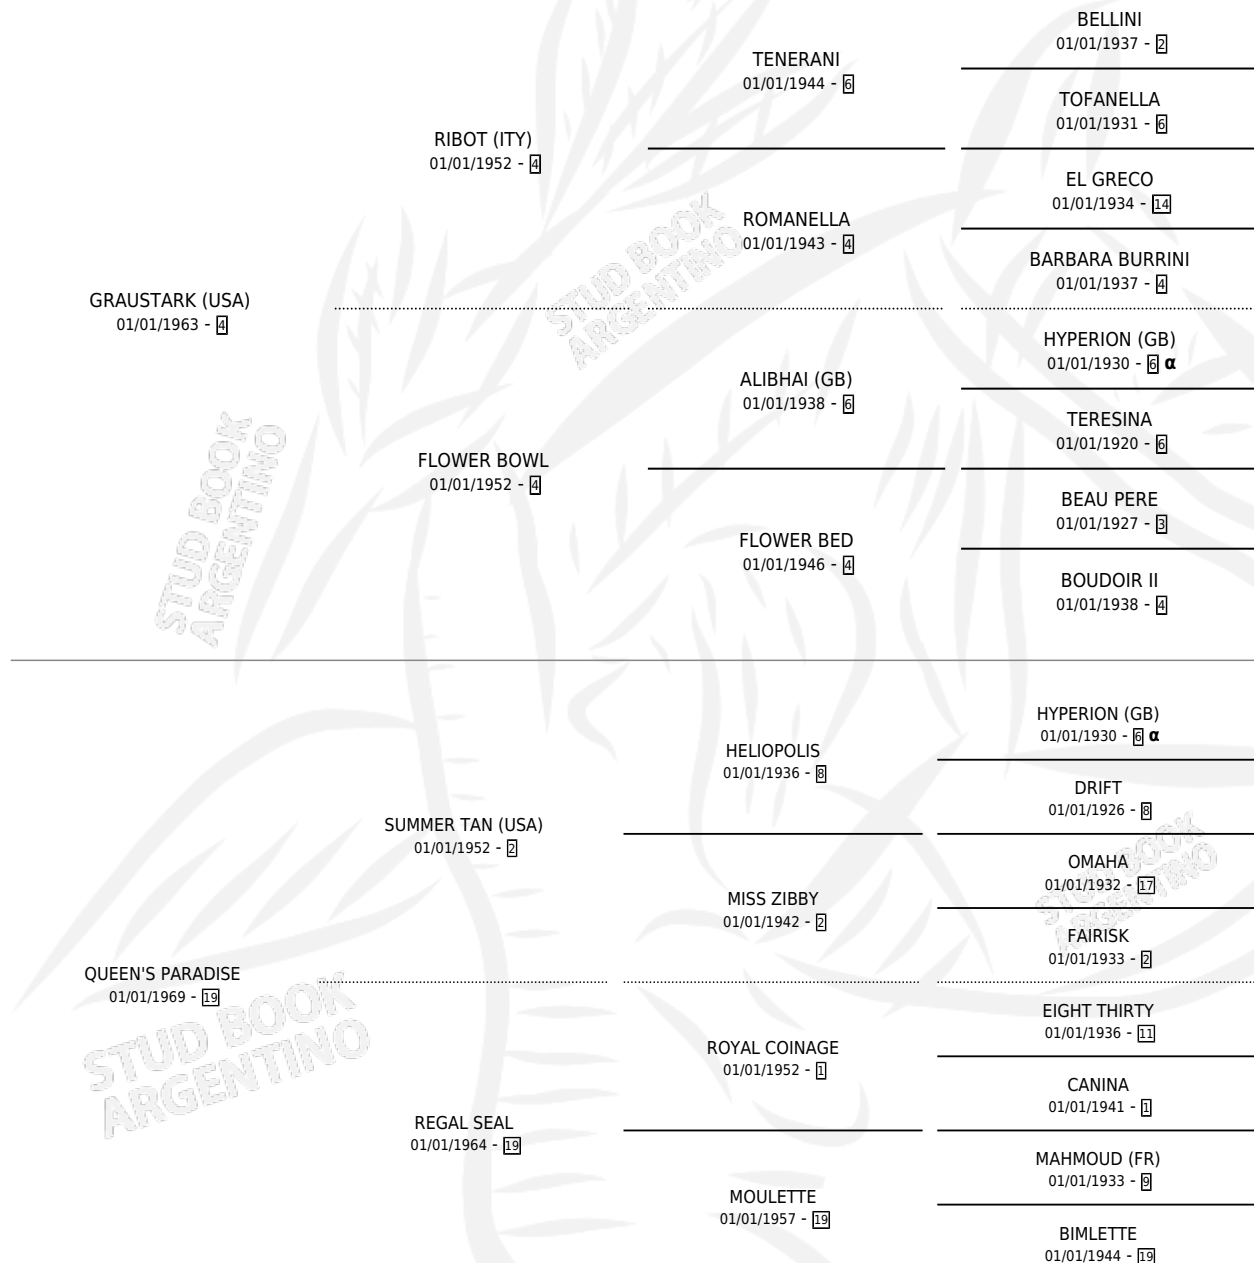 BELLINI
01/01/1937 - 2
TENERANI
01/01/1944 - 6
TOFANELLA
01/01/1931 - 6
RIBOT (ITY)
01/01/1952 - 4
EL GRECO
01/01/1934 - 14
ROMANELLA
01/01/1943 - 4
BARBARA BURRINI
01/01/1937 - 4
GRAUSTARK (USA)
01/01/1963 - 4
HYPERION (GB)
01/01/1930 - 6 α
ALIBHAI (GB)
01/01/1938 - 6
TERESINA
01/01/1920 - 6
FLOWER BOWL
01/01/1952 - 4
BEAU PERE
01/01/1927 - 3
FLOWER BED
01/01/1946 - 4
BOUDOIR II
01/01/1938 - 4
HYPERION (GB)
01/01/1930 - 6 α
HELIOPOLIS
01/01/1936 - 8
DRIFT
01/01/1926 - 8
SUMMER TAN (USA)
01/01/1952 - 2
OMAHA
01/01/1932 - 17
MISS ZIBBY
01/01/1942 - 2
FAIRISK
01/01/1933 - 2
QUEEN'S PARADISE
01/01/1969 - 19
EIGHT THIRTY
01/01/1936 - 11
ROYAL COINAGE
01/01/1952 - 1
CANINA
01/01/1941 - 1
REGAL SEAL
01/01/1964 - 19
MAHMOUD (FR)
01/01/1933 - 9
MOULETTE
01/01/1957 - 19
BIMLETTE
01/01/1944 - 19
STUD BOOK
ARGENTINO
STUD BOOK
ARGENTINO
STUD BOOK
ARGENTINO
STUD BOOK
ARGENTINO